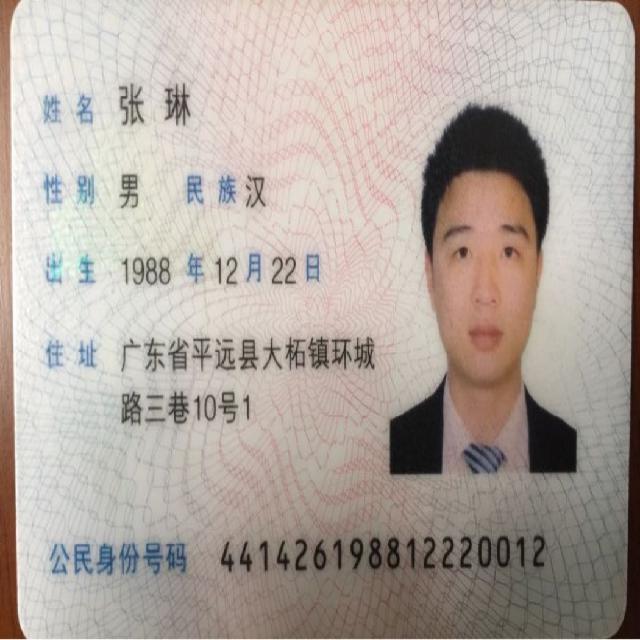 姓名 张琳
性别 男 民族 汉
出生 1988 年 12 月 22 日
住址 广东省平远县大柘镇环城
路三巷10号1
公民身份号码 441426198812220012